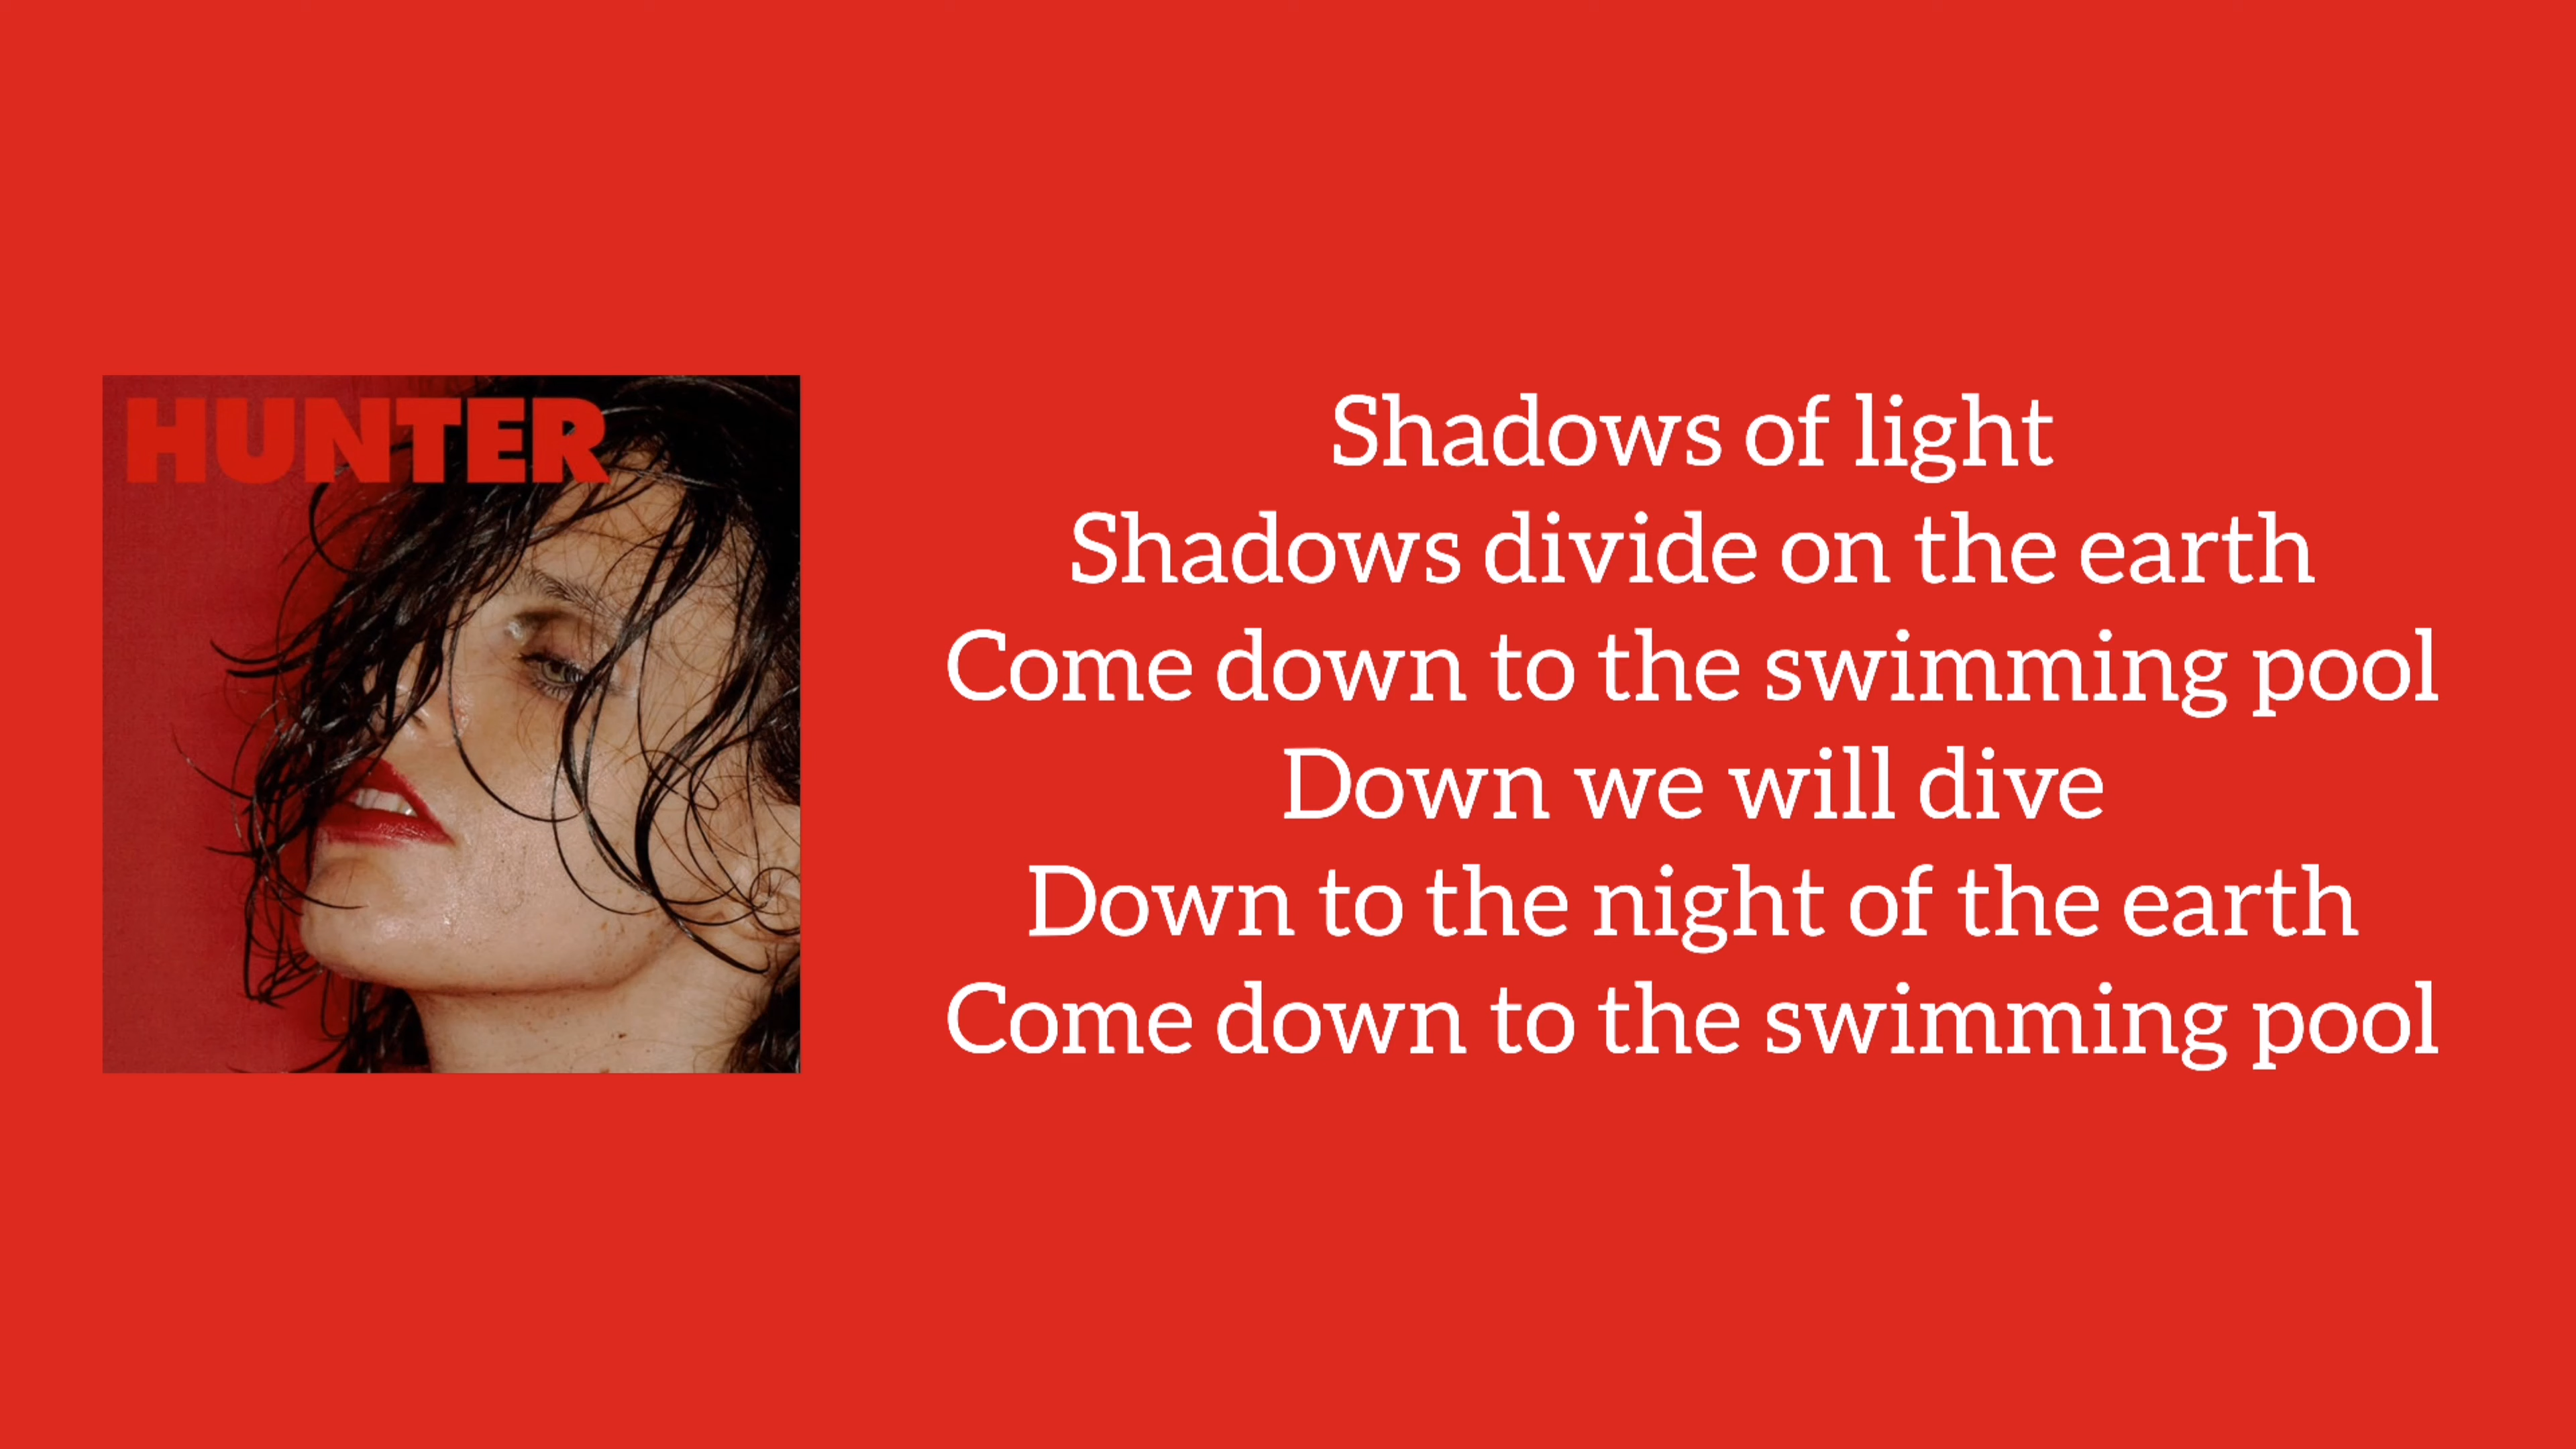 HUNTER
Shadows of light
Shadows divide on the earth
Come down to the swimming pool
Down we will dive
Down to the night of the earth
Come down to the swimming pool